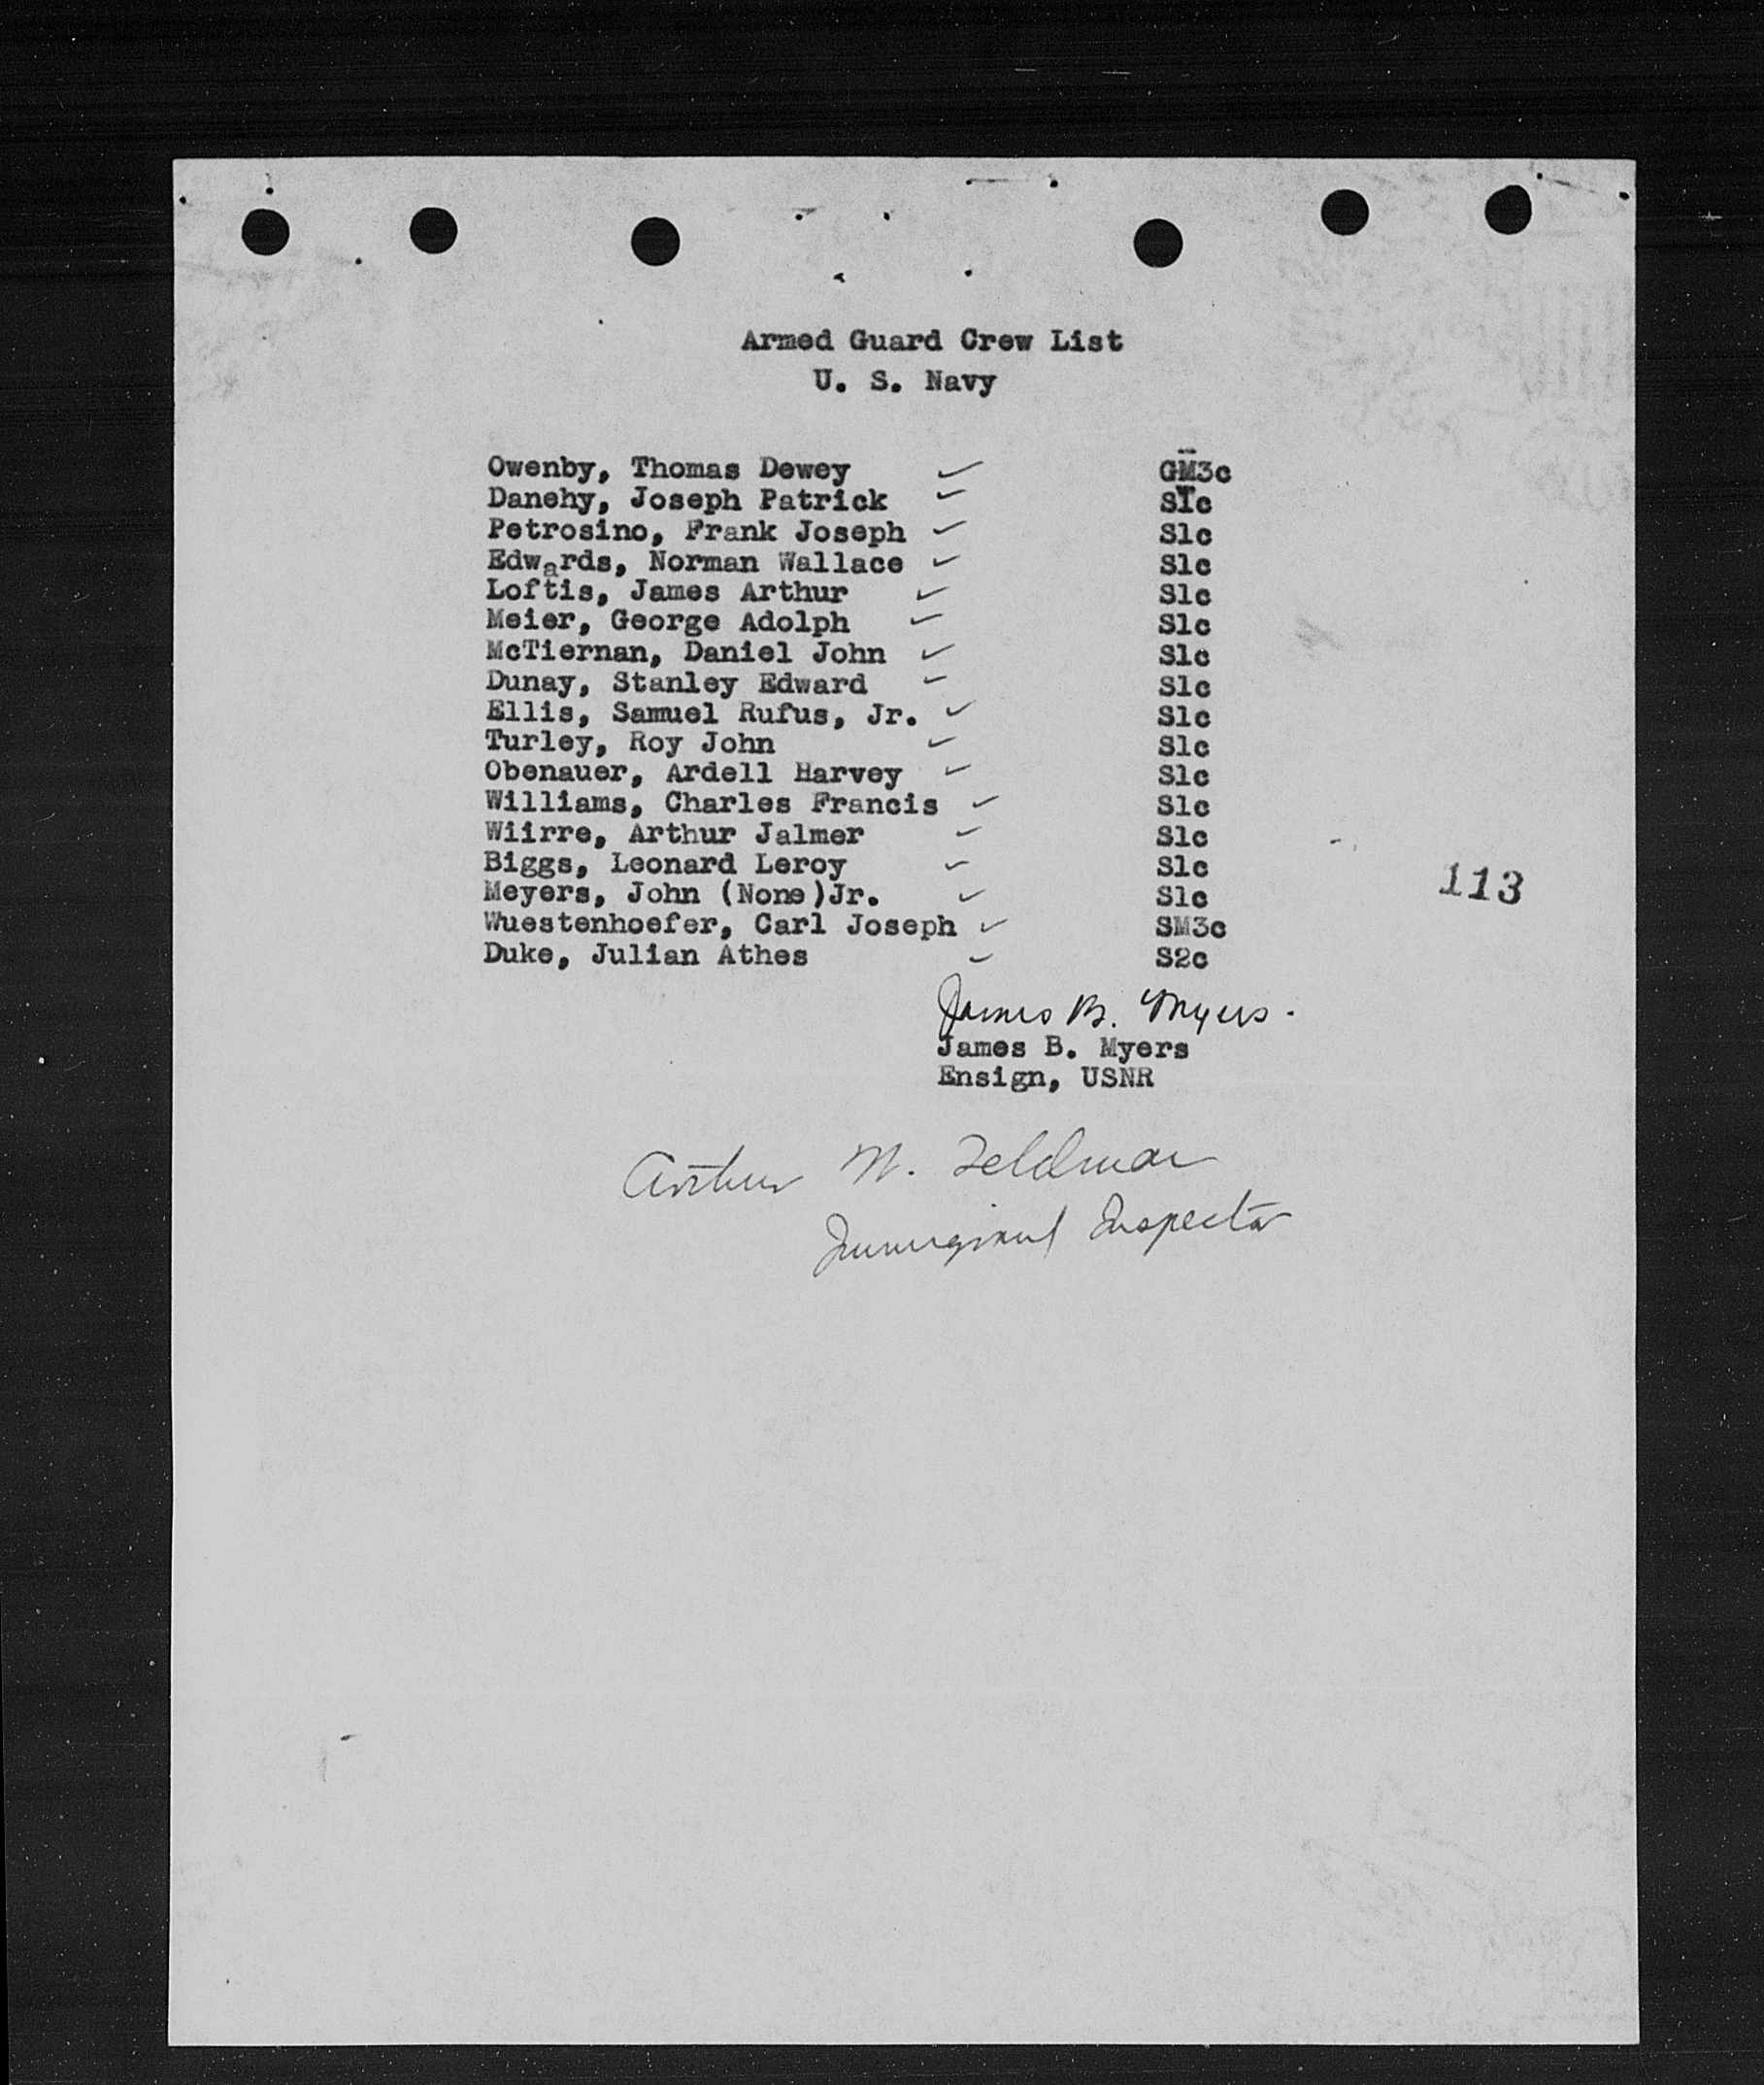 Armed Guard Crew List
U. S. Navy
Owenby, Thomas Dewey ✓ GM3c
Danehy, Joseph Patrick ✓ S1c
Petrosino, Frank Joseph ✓ S1c
Edwards, Norman Wallace ✓ S1c
Loftis, James Arthur ✓ S1c
Meier, George Adolph ✓ S1c
McTiernan, Daniel John ✓ S1c
Dunay, Stanley Edward ✓ S1c
Ellis, Samuel Rufus, Jr. ✓ S1c
Turley, Roy John ✓ S1c
Obenauer, Ardell Harvey ✓ S1c
Williams, Charles Francis ✓ S1c
Wiirre, Arthur Jalmer ✓ S1c
Biggs, Leonard Leroy ✓ S1c
113
Meyers, John (None)Jr. ✓ S1c
Wuestenhoefer, Carl Joseph ✓ SM3c
Duke, Julian Athes ✓ S2c
James B. Myers.
James B. Myers
Ensign, USNR
Arthur N. Feldman
Immigrant Inspector